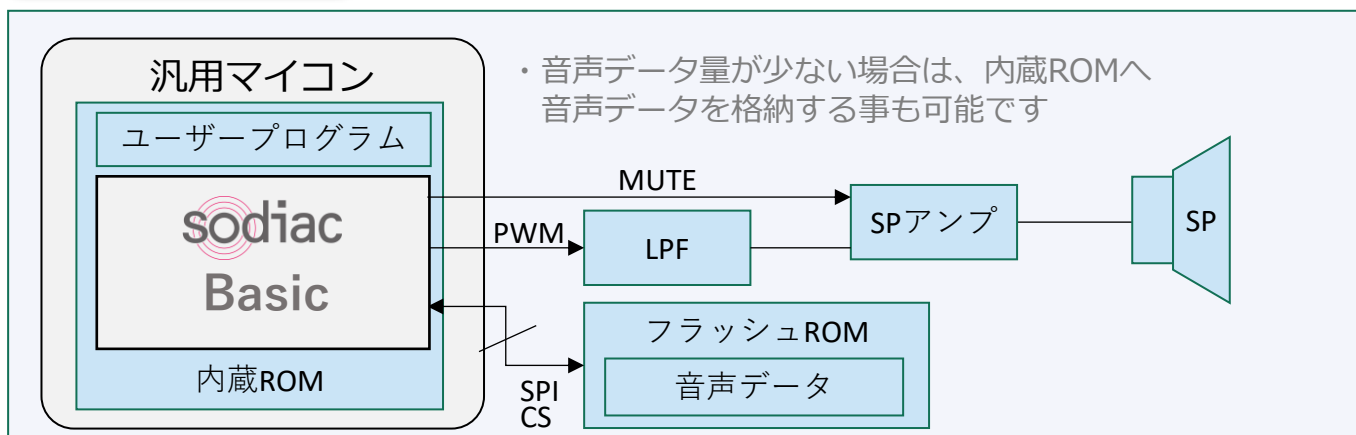 汎用マイコン
ユーザープログラム
sodiac
Basic
内蔵ROM
・音声データ量が少ない場合は、内蔵ROMへ
音声データを格納する事も可能です
MUTE
PWM
LPF
SPアンプ
SP
SPI
CS
フラッシュROM
音声データ